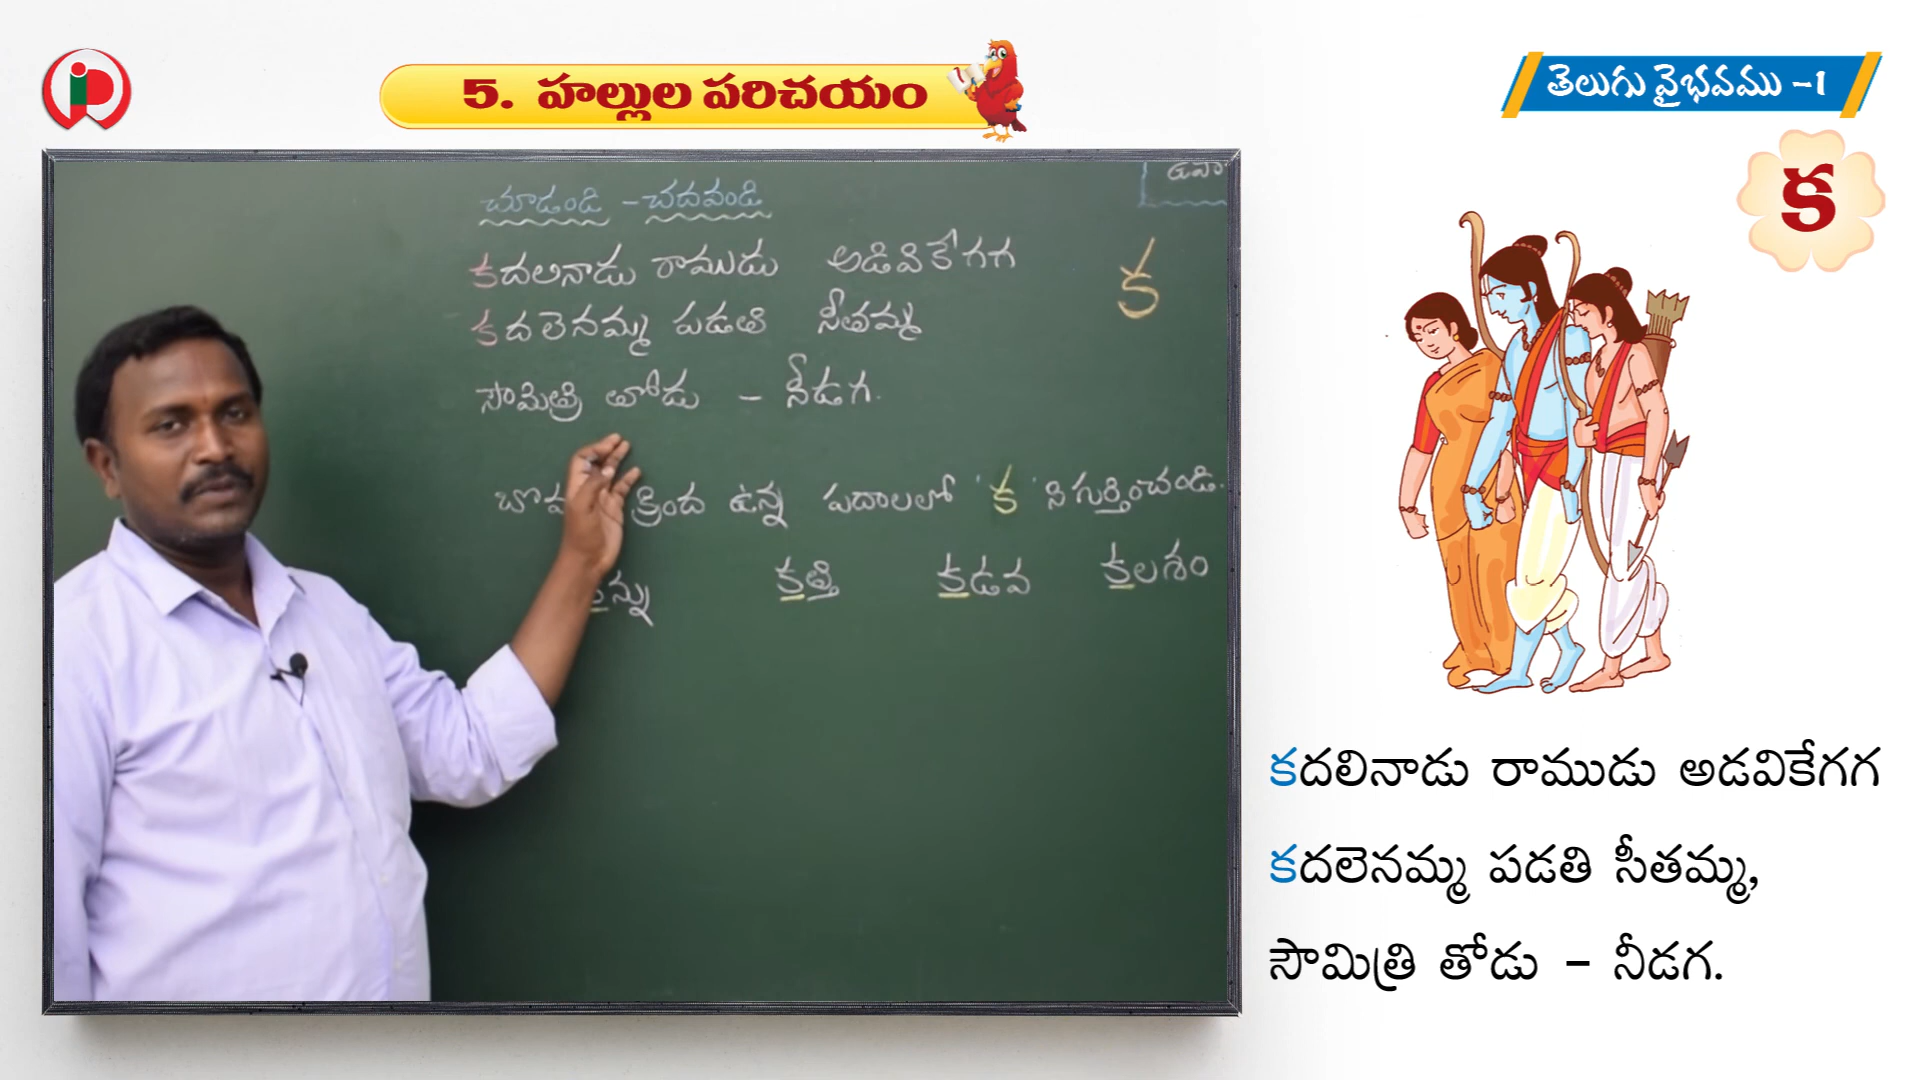 5. హల్లుల పరిచయం
తెలుగు వైభవము -1
క
చూడండి - చదవండి
కదలినాడు రాముడు అడివికేగగ
కదలెనమ్మ పడతి సీతమ్మ
సౌమిత్రి తోడు - నీడగ.
క
క్రింద ఉన్న పదాలలో 'క' ని గుర్తించండి.
కత్తి కడవ కలశం
కదలినాడు రాముడు అడవికేగగ
కదలెనమ్మ పడతి సీతమ్మ,
సౌమిత్రి తోడు - నీడగ.